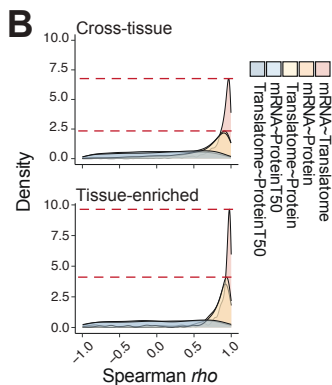 B
Cross-tissue
10.0
7.5
5.0
2.5
0.0
Tissue-enriched
10.0
7.5
5.0
2.5
0.0
Density
-1.0
-0.5
0.0
0.5
1.0
Spearman rho
mRNA~Translatome
mRNA~Protein
Translatome~Protein
mRNA~ProteinT50
Translatome~ProteinT50